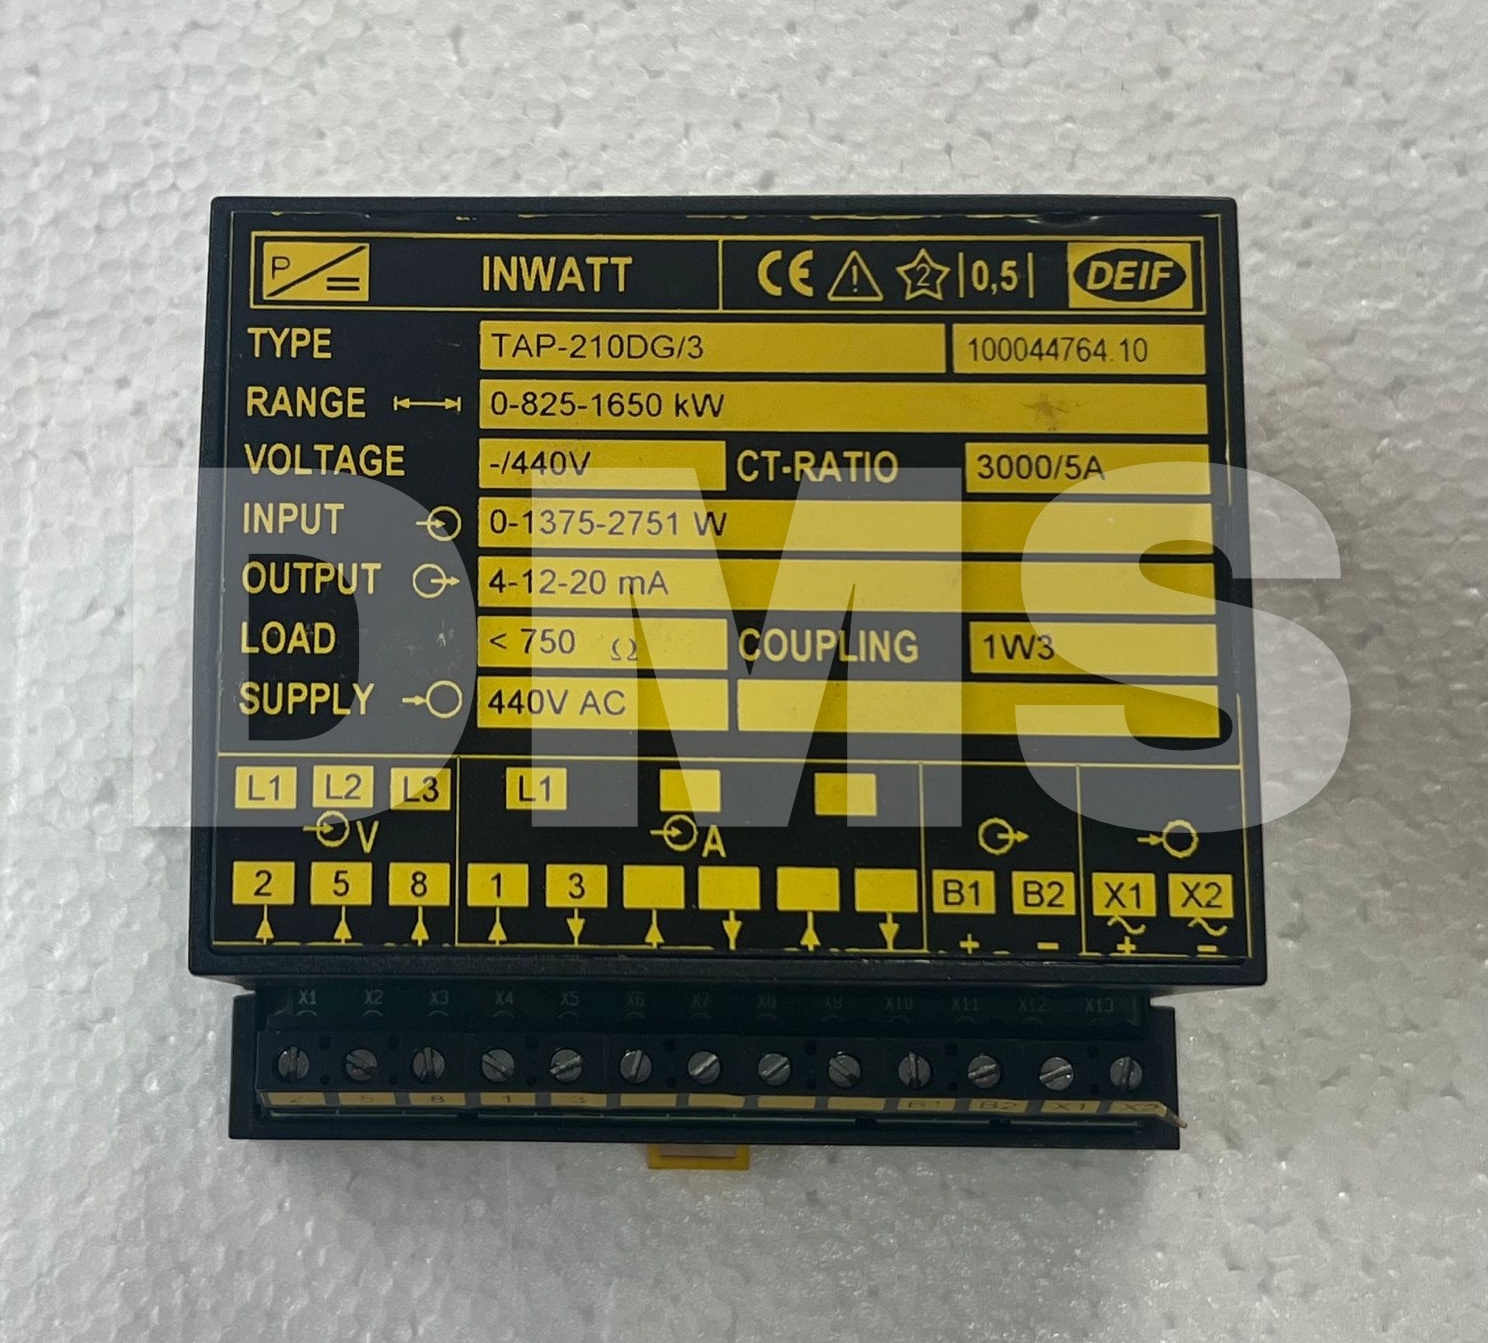 P INWATT CE 2 0,5 DEIF
TYPE TAP-210DG/3 100044764.10
RANGE 0-825-1650 kW
VOLTAGE -/440V CT-RATIO 3000/5A
INPUT 0-1375-2751 W
OUTPUT 4-12-20 mA
LOAD < 750 Ω COUPLING 1W3
SUPPLY 440V AC
DMS
L1 L2 L3 L1
V A
2 5 8 1 3 B1 B2 X1 X2
+ - ~ ~
+ -
X1 X2 X3 X4 X5 X6 X7 X8 X9 X10 X11 X12 X13
2 5 8 1 3 B1 B2 X1 X2